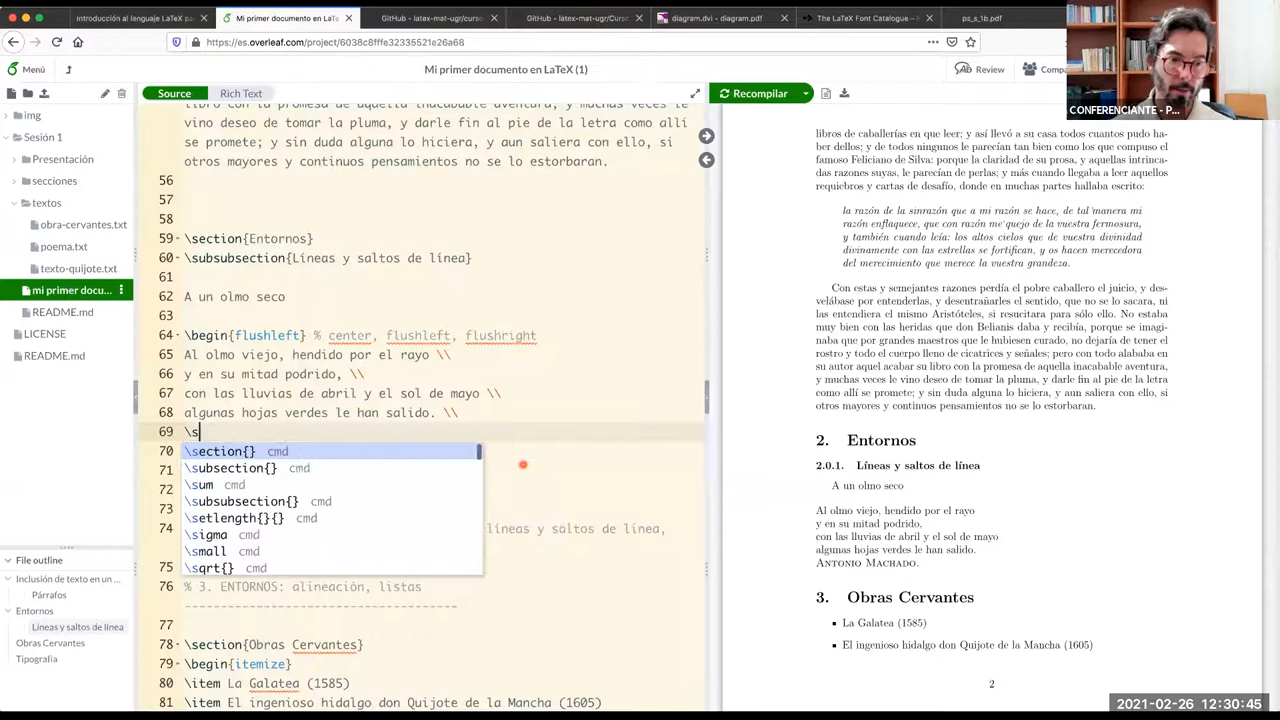 Introducción al lenguaje LaTeX pa
Mi primer documento en LaTe
GitHub - latex-mat-ugr/curso
GitHub - latex-mat-ugr/Curso
diagram.dvi - diagram.pdf
The LaTeX Font Catalogue –
ps_s_1b.pdf
https://es.overleaf.com/project/6038c8fffe32335521e26a68
Menú
Mi primer documento en LaTeX (1)
Review
Comp
CONFERENCIANTE - P...
Source
Rich Text
Recompilar
img
Sesión 1
Presentación
secciones
textos
obra-cervantes.txt
poema.txt
texto-quijote.txt
mi primer docu...
README.md
LICENSE
README.md
File outline
Inclusión de texto en un ...
Párrafos
Entornos
Líneas y saltos de línea
Obras Cervantes
Tipografía
libro con la promesa de aquella inacabable aventura, y muchas veces le
vino deseo de tomar la pluma, y darle fin al pie de la letra como allí
se promete; y sin duda alguna lo hiciera, y aun saliera con ello, si
otros mayores y continuos pensamientos no se lo estorbaran.
56
57
58
59 \section{Entornos}
60 \subsubsection{Líneas y saltos de línea}
61
62 A un olmo seco
63
64 \begin{flushleft} % center, flushleft, flushright
65 Al olmo viejo, hendido por el rayo \\
66 y en su mitad podrido, \\
67 con las lluvias de abril y el sol de mayo \\
68 algunas hojas verdes le han salido. \\
69 \s
70 \section{} cmd
71 \subsection{} cmd
72 \sum cmd
73 \subsubsection{} cmd
\setlength{}{} cmd
74 líneas y saltos de línea,
\sigma cmd
\small cmd
75 \sqrt{} cmd
76 % 3. ENTORNOS: alineación, listas
---------------------------------------
77
78 \section{Obras Cervantes}
79 \begin{itemize}
80 \item La Galatea (1585)
81 \item El ingenioso hidalgo don Quijote de la Mancha (1605)
libros de caballerías en que leer; y así llevó a su casa todos cuantos pudo ha-
ber dellos; y de todos ningunos le parecían tan bien como los que compuso el
famoso Feliciano de Silva: porque la claridad de su prosa, y aquellas intrinca-
das razones suyas, le parecían de perlas; y más cuando llegaba a leer aquellos
requiebros y cartas de desafío, donde en muchas partes hallaba escrito:
la razón de la sinrazón que a mi razón se hace, de tal manera mi
razón enflaquece, que con razón me quejo de la vuestra fermosura,
y también cuando leía: los altos cielos que de vuestra divinidad
divinamente con las estrellas se fortifican, y os hacen merecedora
del merecimiento que merece la vuestra grandeza.
Con estas y semejantes razones perdía el pobre caballero el juicio, y des-
velábase por entenderlas, y desentrañarles el sentido, que no se lo sacara, ni
las entendiera el mismo Aristóteles, si resucitara para sólo ello. No estaba
muy bien con las heridas que don Belianis daba y recibía, porque se imagi-
naba que por grandes maestros que le hubiesen curado, no dejaría de tener el
rostro y todo el cuerpo lleno de cicatrices y señales; pero con todo alababa en
su autor aquel acabar su libro con la promesa de aquella inacabable aventura,
y muchas veces le vino deseo de tomar la pluma, y darle fin al pie de la letra
como allí se promete; y sin duda alguna lo hiciera, y aun saliera con ello, si
otros mayores y continuos pensamientos no se lo estorbaran.
2. Entornos
2.0.1. Líneas y saltos de línea
A un olmo seco
Al olmo viejo, hendido por el rayo
y en su mitad podrido,
con las lluvias de abril y el sol de mayo
algunas hojas verdes le han salido.
ANTONIO MACHADO.
3. Obras Cervantes
La Galatea (1585)
El ingenioso hidalgo don Quijote de la Mancha (1605)
2
2021-02-26 12:30:45